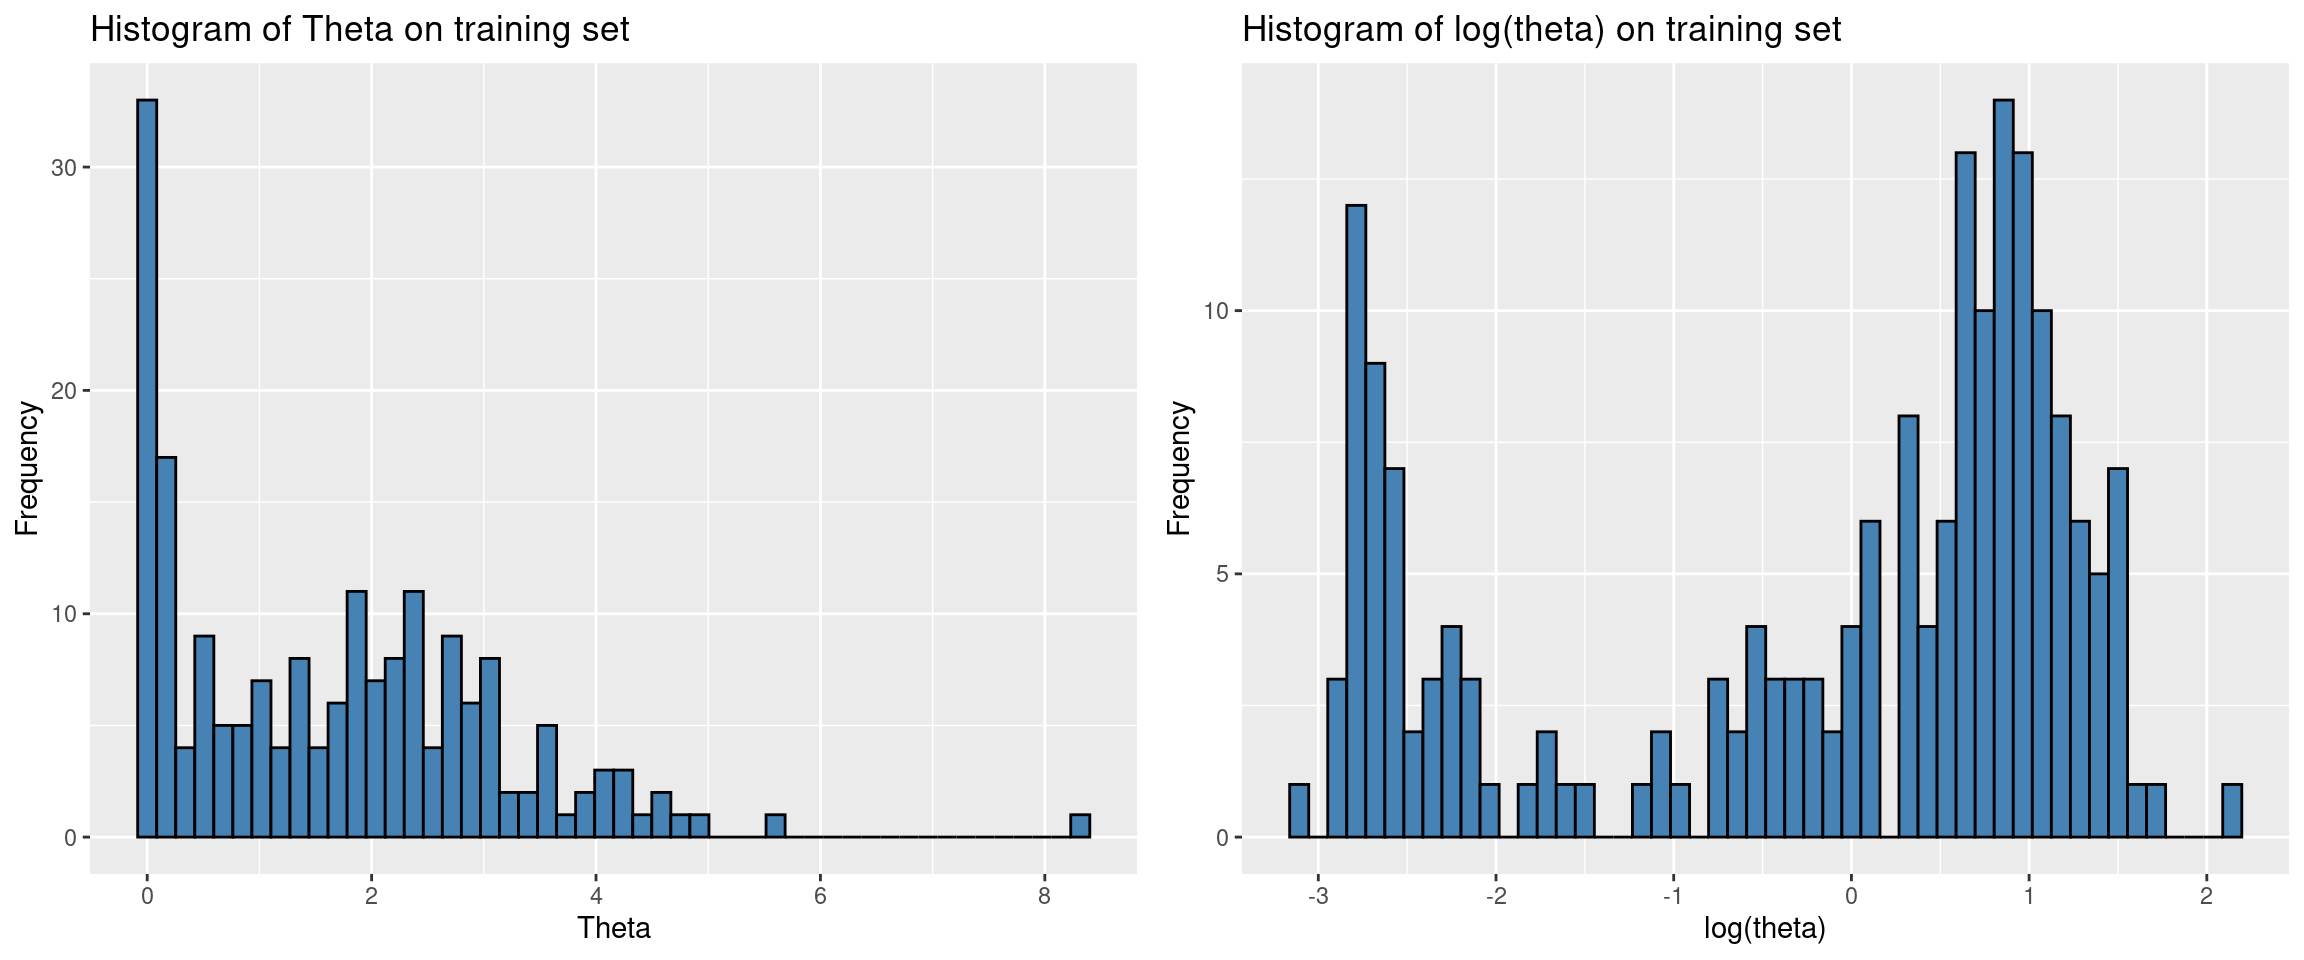 Histogram of Theta on training set
Frequency
30
20
10
0
0 2 4 6 8
Theta
Histogram of log(theta) on training set
Frequency
10
5
0
-3 -2 -1 0 1 2
log(theta)